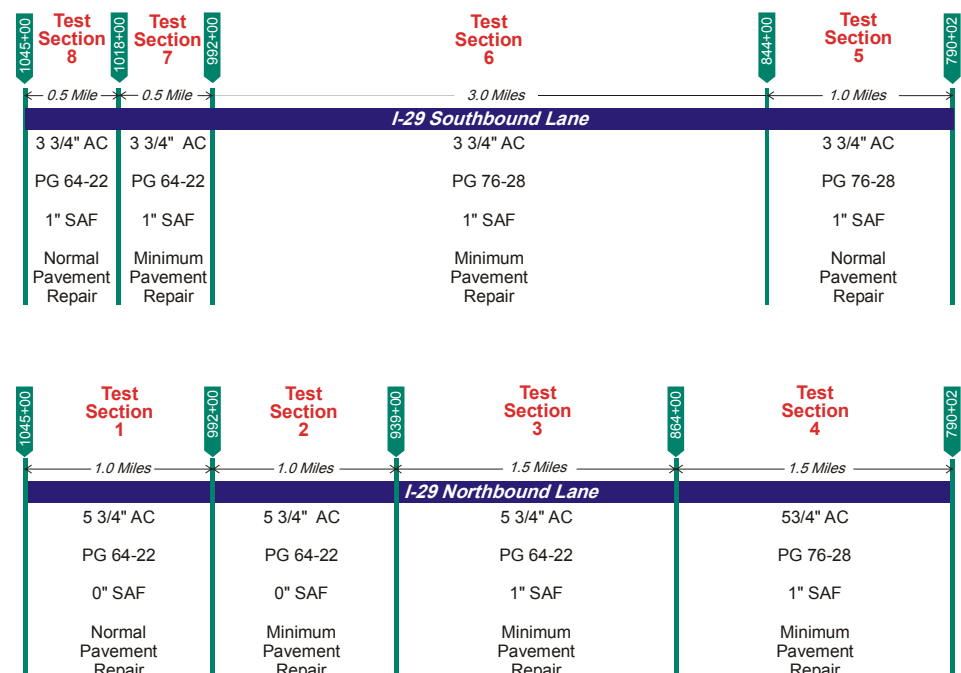 1045+00
Test
Section
8
1018+00
Test
Section
7
992+00
Test
Section
6
844+00
Test
Section
5
790+02
0.5 Mile
0.5 Mile
3.0 Miles
1.0 Miles
I-29 Southbound Lane
3 3/4" AC
3 3/4" AC
3 3/4" AC
3 3/4" AC
PG 64-22
PG 64-22
PG 76-28
PG 76-28
1" SAF
1" SAF
1" SAF
1" SAF
Normal
Pavement
Repair
Minimum
Pavement
Repair
Minimum
Pavement
Repair
Normal
Pavement
Repair
1045+00
Test
Section
1
992+00
Test
Section
2
939+00
Test
Section
3
864+00
Test
Section
4
790+02
1.0 Miles
1.0 Miles
1.5 Miles
1.5 Miles
I-29 Northbound Lane
5 3/4" AC
5 3/4" AC
5 3/4" AC
53/4" AC
PG 64-22
PG 64-22
PG 64-22
PG 76-28
0" SAF
0" SAF
1" SAF
1" SAF
Normal
Pavement
Repair
Minimum
Pavement
Repair
Minimum
Pavement
Repair
Minimum
Pavement
Repair